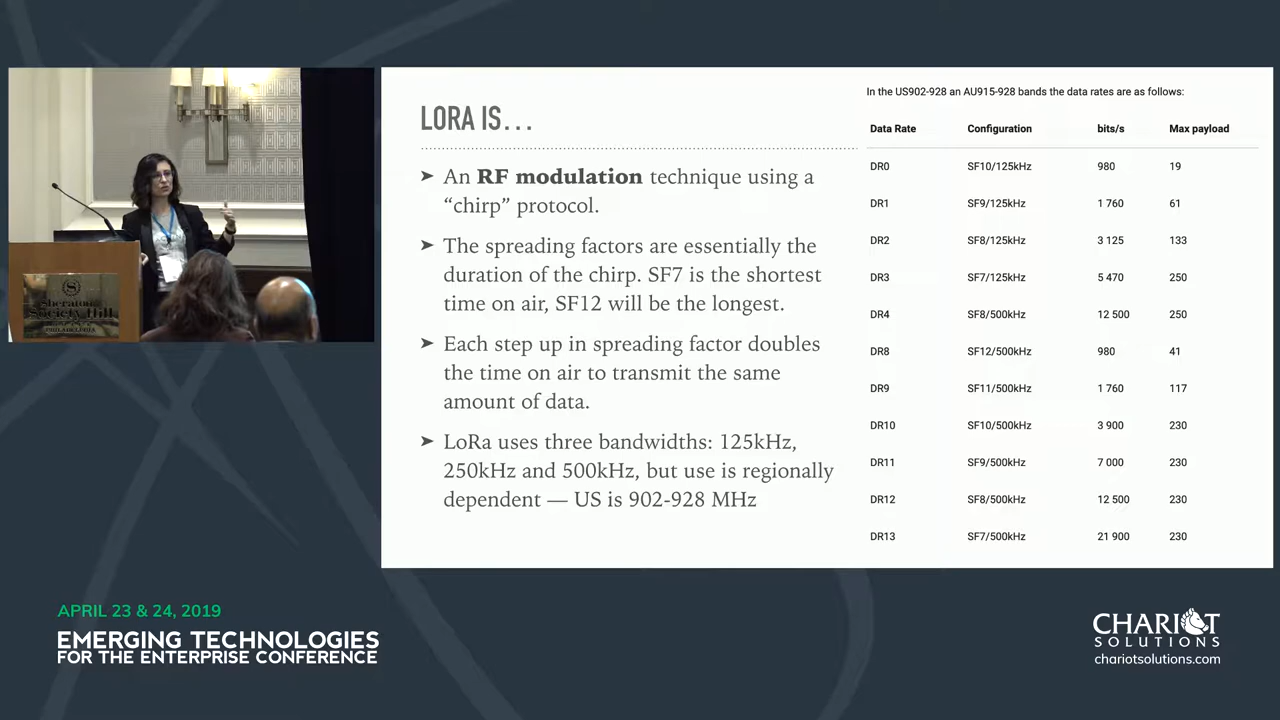 LORA IS...
➤ An RF modulation technique using a
“chirp” protocol.
➤ The spreading factors are essentially the
duration of the chirp. SF7 is the shortest
time on air, SF12 will be the longest.
➤ Each step up in spreading factor doubles
the time on air to transmit the same
amount of data.
➤ LoRa uses three bandwidths: 125kHz,
250kHz and 500kHz, but use is regionally
dependent — US is 902-928 MHz
In the US902-928 an AU915-928 bands the data rates are as follows:
Data Rate Configuration bits/s Max payload
DR0 SF10/125kHz 980 19
DR1 SF9/125kHz 1 760 61
DR2 SF8/125kHz 3 125 133
DR3 SF7/125kHz 5 470 250
DR4 SF8/500kHz 12 500 250
DR8 SF12/500kHz 980 41
DR9 SF11/500kHz 1 760 117
DR10 SF10/500kHz 3 900 230
DR11 SF9/500kHz 7 000 230
DR12 SF8/500kHz 12 500 230
DR13 SF7/500kHz 21 900 230
S
Sheraton
Society Hill
PHILADELPHIA
APRIL 23 & 24, 2019
EMERGING TECHNOLOGIES
FOR THE ENTERPRISE CONFERENCE
CHARIOT
SOLUTIONS
chariotsolutions.com